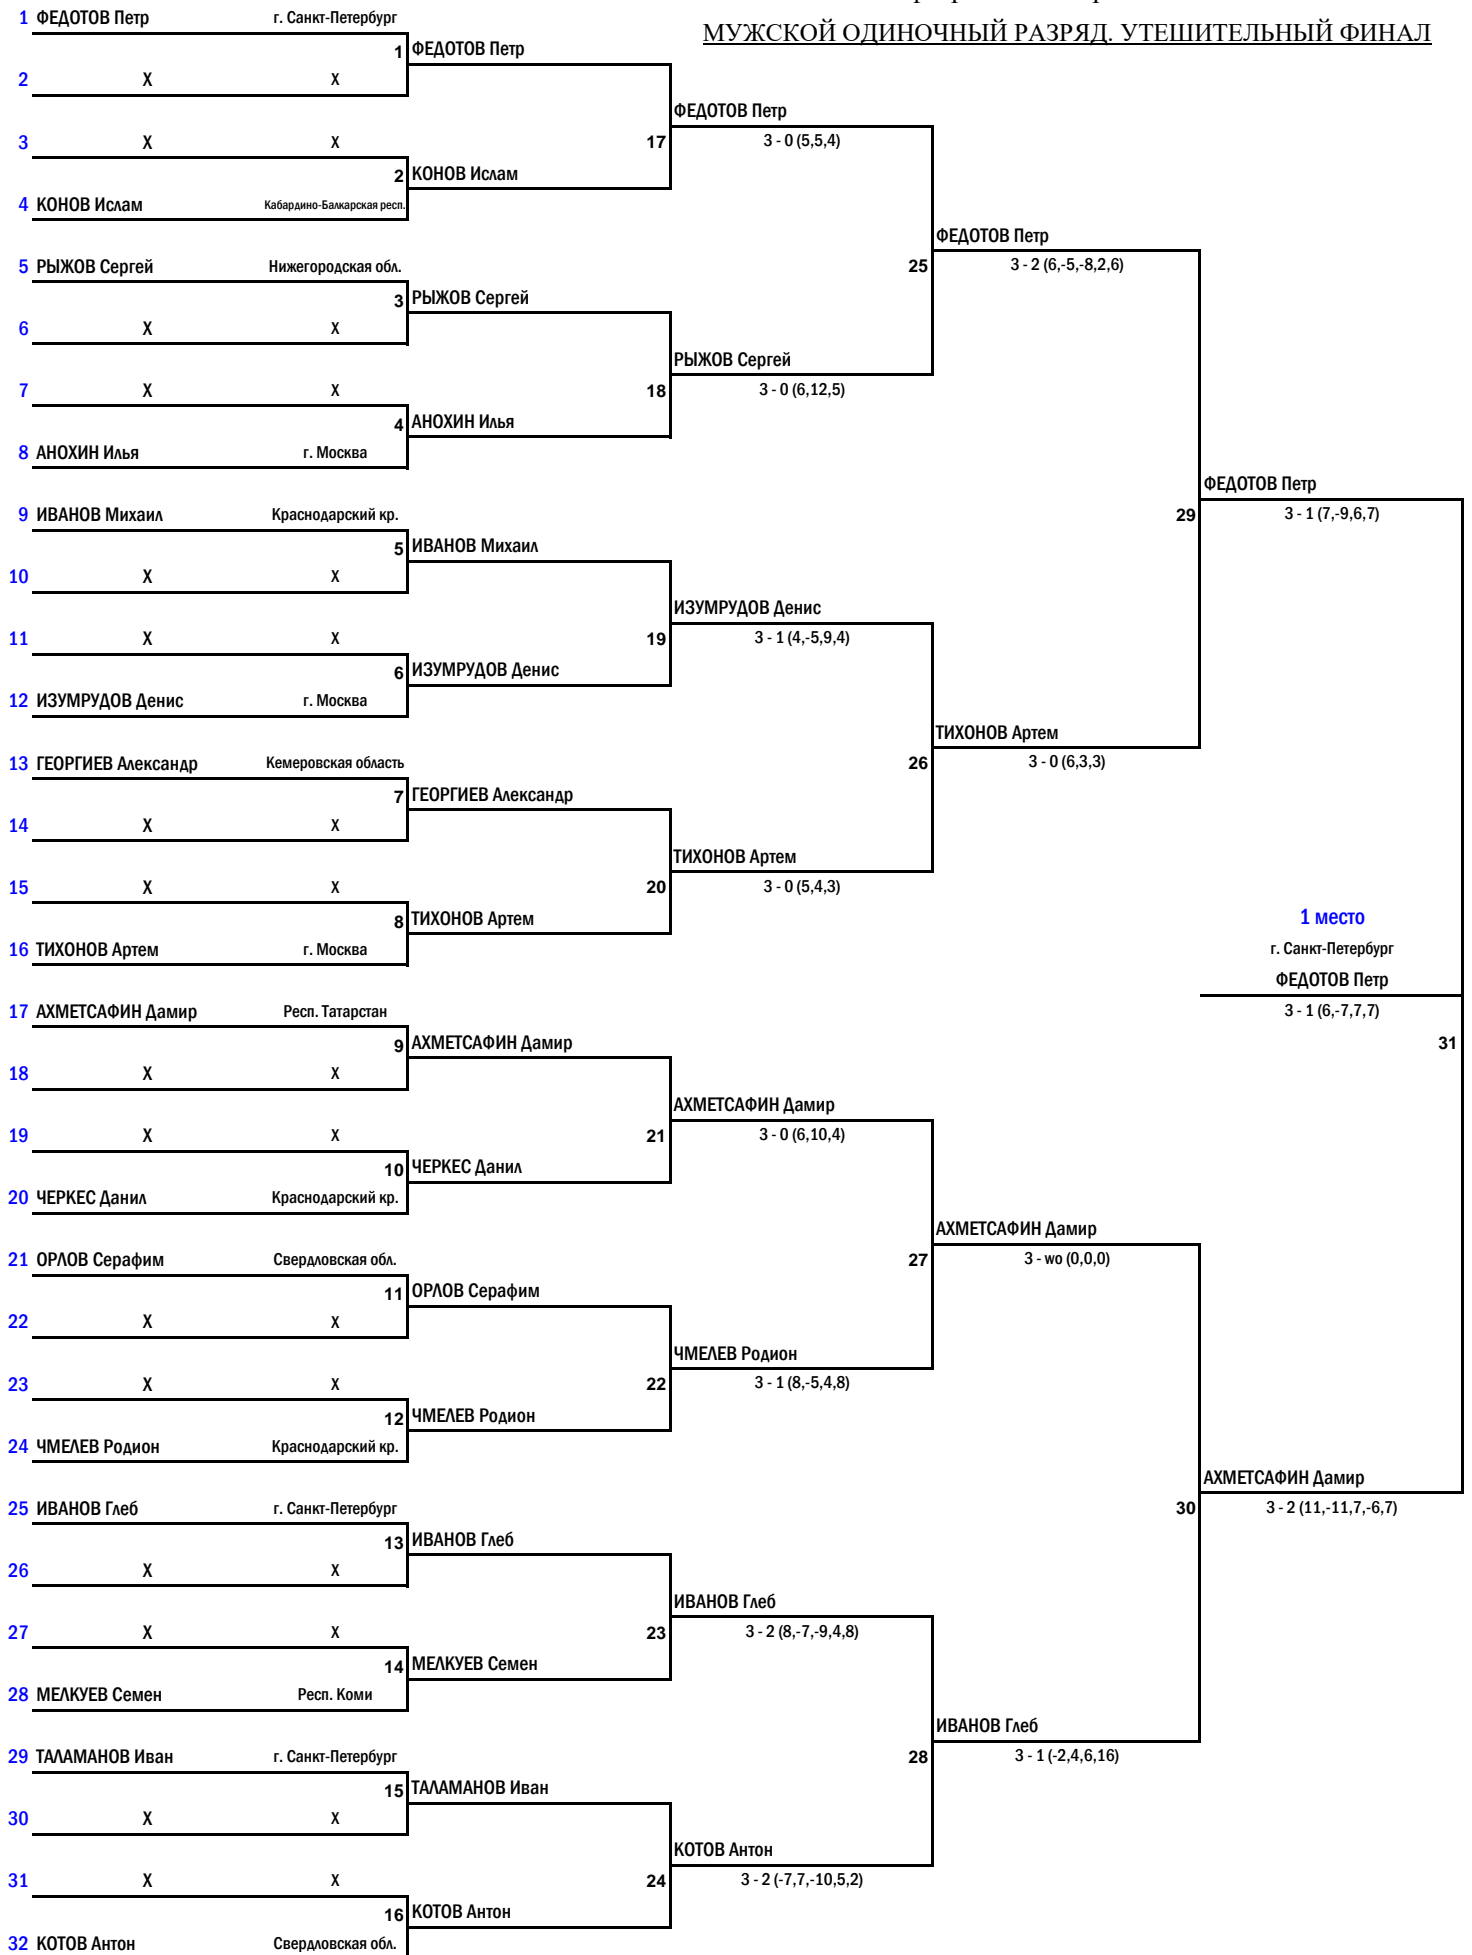 МУЖСКОЙ ОДИНОЧНЫЙ РАЗРЯД. УТЕШИТЕЛЬНЫЙ ФИНАЛ
1 ФЕДОТОВ Петр г. Санкт-Петербург
1 ФЕДОТОВ Петр
2 X X
ФЕДОТОВ Петр
3 X X 17 3 - 0 (5,5,4)
2 КОНОВ Ислам
4 КОНОВ Ислам Кабардино-Балкарская респ.
ФЕДОТОВ Петр
5 РЫЖОВ Сергей Нижегородская обл. 25 3 - 2 (6,-5,-8,2,6)
3 РЫЖОВ Сергей
6 X X
РЫЖОВ Сергей
7 X X 18 3 - 0 (6,12,5)
4 АНОХИН Илья
8 АНОХИН Илья г. Москва
ФЕДОТОВ Петр
9 ИВАНОВ Михаил Краснодарский кр. 29 3 - 1 (7,-9,6,7)
5 ИВАНОВ Михаил
10 X X
ИЗУМРУДОВ Денис
11 X X 19 3 - 1 (4,-5,9,4)
6 ИЗУМРУДОВ Денис
12 ИЗУМРУДОВ Денис г. Москва
ТИХОНОВ Артем
13 ГЕОРГИЕВ Александр Кемеровская область 26 3 - 0 (6,3,3)
7 ГЕОРГИЕВ Александр
14 X X
ТИХОНОВ Артем
15 X X 20 3 - 0 (5,4,3)
8 ТИХОНОВ Артем 1 место
16 ТИХОНОВ Артем г. Москва г. Санкт-Петербург
ФЕДОТОВ Петр
17 АХМЕТСАФИН Дамир Респ. Татарстан 3 - 1 (6,-7,7,7)
9 АХМЕТСАФИН Дамир 31
18 X X
АХМЕТСАФИН Дамир
19 X X 21 3 - 0 (6,10,4)
10 ЧЕРКЕС Данил
20 ЧЕРКЕС Данил Краснодарский кр.
АХМЕТСАФИН Дамир
21 ОРЛОВ Серафим Свердловская обл. 27 3 - wo (0,0,0)
11 ОРЛОВ Серафим
22 X X
ЧМЕЛЕВ Родион
23 X X 22 3 - 1 (8,-5,4,8)
12 ЧМЕЛЕВ Родион
24 ЧМЕЛЕВ Родион Краснодарский кр.
АХМЕТСАФИН Дамир
25 ИВАНОВ Глеб г. Санкт-Петербург 30 3 - 2 (11,-11,7,-6,7)
13 ИВАНОВ Глеб
26 X X
ИВАНОВ Глеб
27 X X 23 3 - 2 (8,-7,-9,4,8)
14 МЕЛКУЕВ Семен
28 МЕЛКУЕВ Семен Респ. Коми
ИВАНОВ Глеб
29 ТАЛАМАНОВ Иван г. Санкт-Петербург 28 3 - 1 (-2,4,6,16)
15 ТАЛАМАНОВ Иван
30 X X
КОТОВ Антон
31 X X 24 3 - 2 (-7,7,-10,5,2)
16 КОТОВ Антон
32 КОТОВ Антон Свердловская обл.